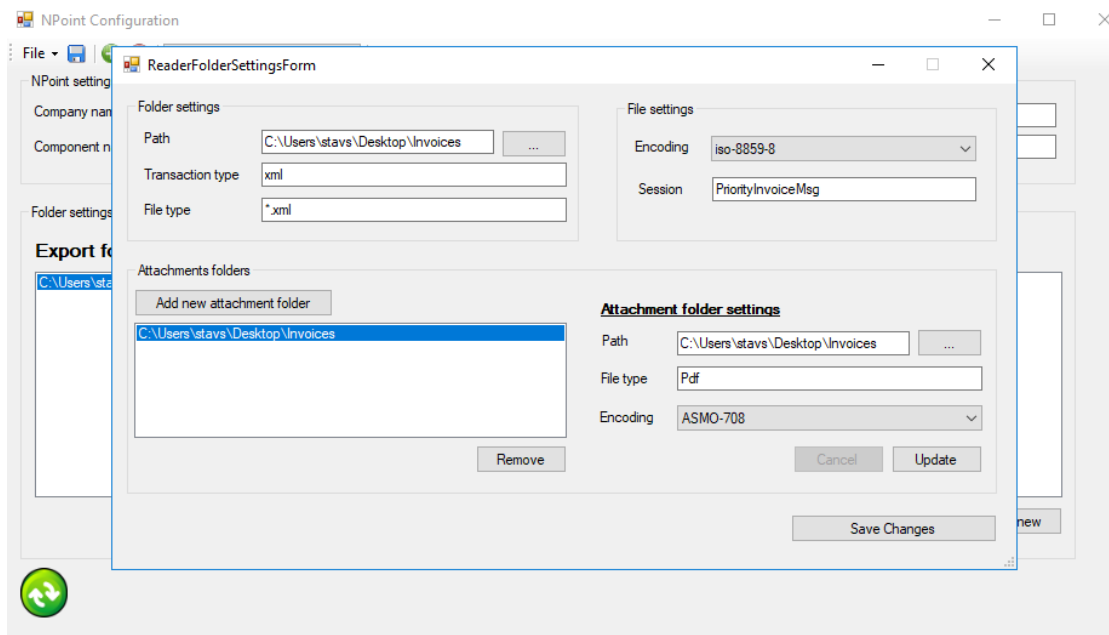 NPoint Configuration
File
ReaderFolderSettingsForm
NPoint setting
Company nam
Component n
Folder settings
Path
C:\Users\stavs\Desktop\Invoices
...
Transaction type
xml
File type
*.xml
File settings
Encoding
iso-8859-8
Session
PriorityInvoiceMsg
Folder settings
Export fo
C:\Users\sta
Attachments folders
Add new attachment folder
C:\Users\stavs\Desktop\Invoices
Remove
Attachment folder settings
Path
C:\Users\stavs\Desktop\Invoices
...
File type
Pdf
Encoding
ASMO-708
Cancel
Update
Save Changes
new